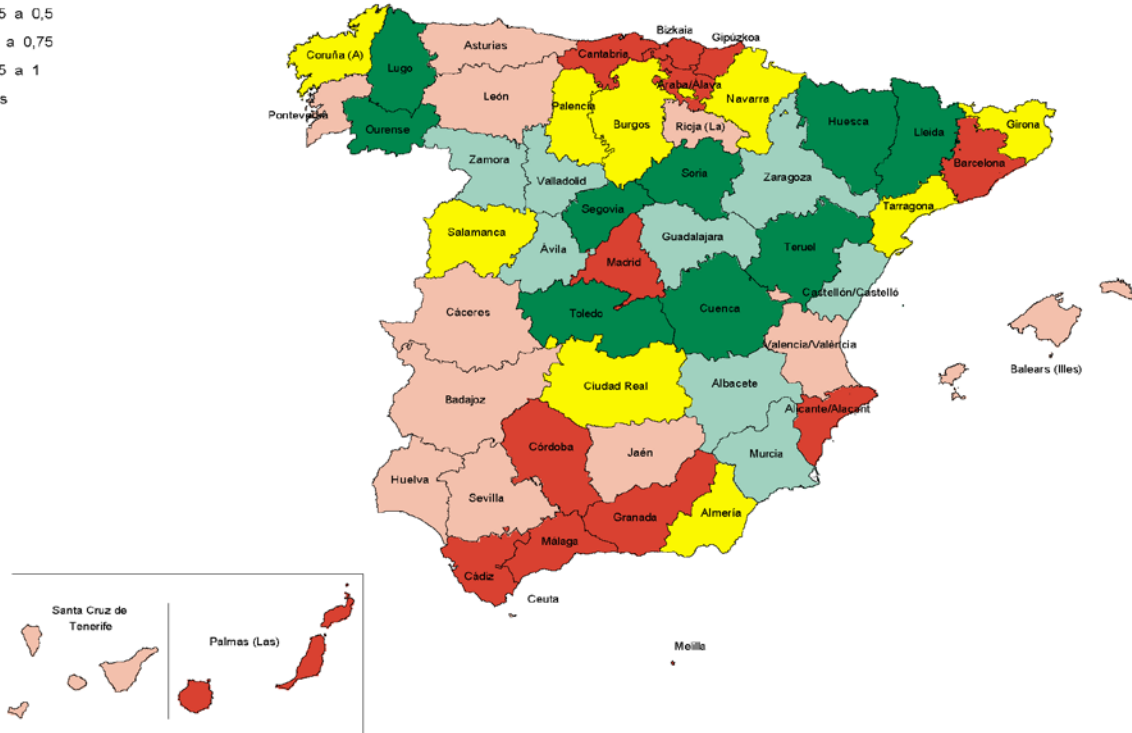 5 a 0,5
a 0,75
5 a 1
s
Bizkaia
Gipúzkoa
Asturias
Cantabria
Coruña (A)
Lugo
Araba/Álava
León
Navarra
Palencia
Pontevedra
Burgos
Rioja (La)
Huesca
Lleida
Girona
Ourense
Zamora
Barcelona
Soria
Valladolid
Zaragoza
Segovia
Tarragona
Salamanca
Guadalajara
Ávila
Teruel
Madrid
Castellón/Castelló
Cáceres
Toledo
Cuenca
Valencia/València
Balears (Illes)
Ciudad Real
Albacete
Badajoz
Alicante/Alacant
Córdoba
Jaén
Murcia
Huelva
Sevilla
Almería
Granada
Málaga
Cádiz
Ceuta
Santa Cruz de
Tenerife
Palmas (Las)
Melilla